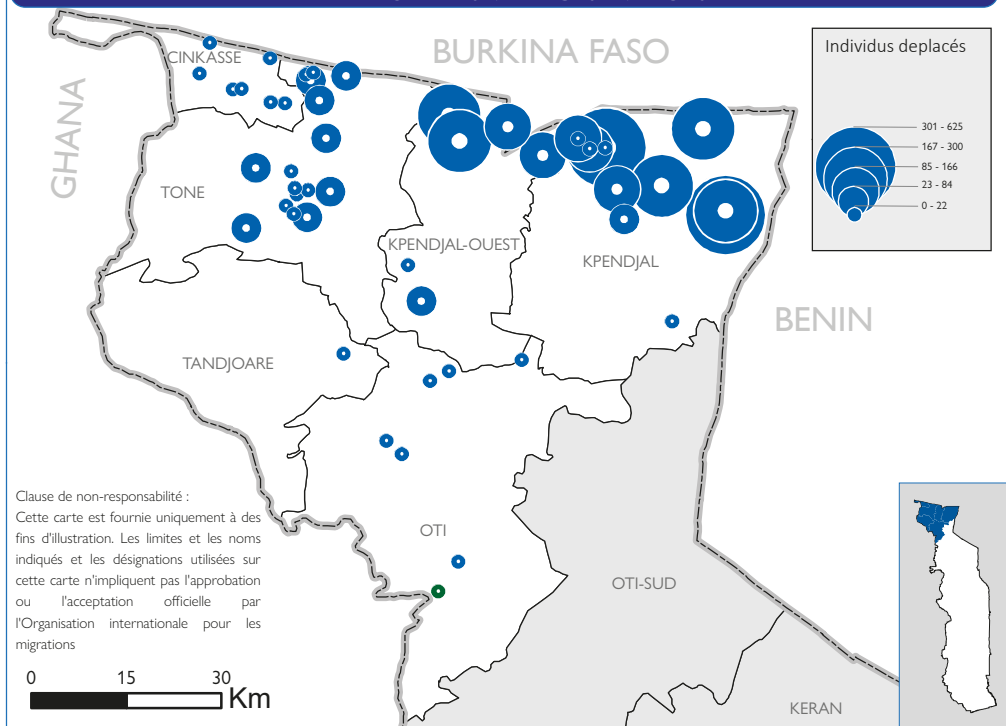 BURKINA FASO
Individus deplacés
CINKASSE
GHANA
301 - 625
167 - 300
85 - 166
23 - 84
0 - 22
TONE
KPENDJAL-OUEST
KPENDJAL
BENIN
TANDJOARE
Clause de non-responsabilité :
Cette carte est fournie uniquement à des
fins d'illustration. Les limites et les noms
indiqués et les désignations utilisées sur
cette carte n'impliquent pas l'approbation
ou l'acceptation officielle par
l'Organisation internationale pour les
migrations
OTI
OTI-SUD
0 15 30
Km
KERAN